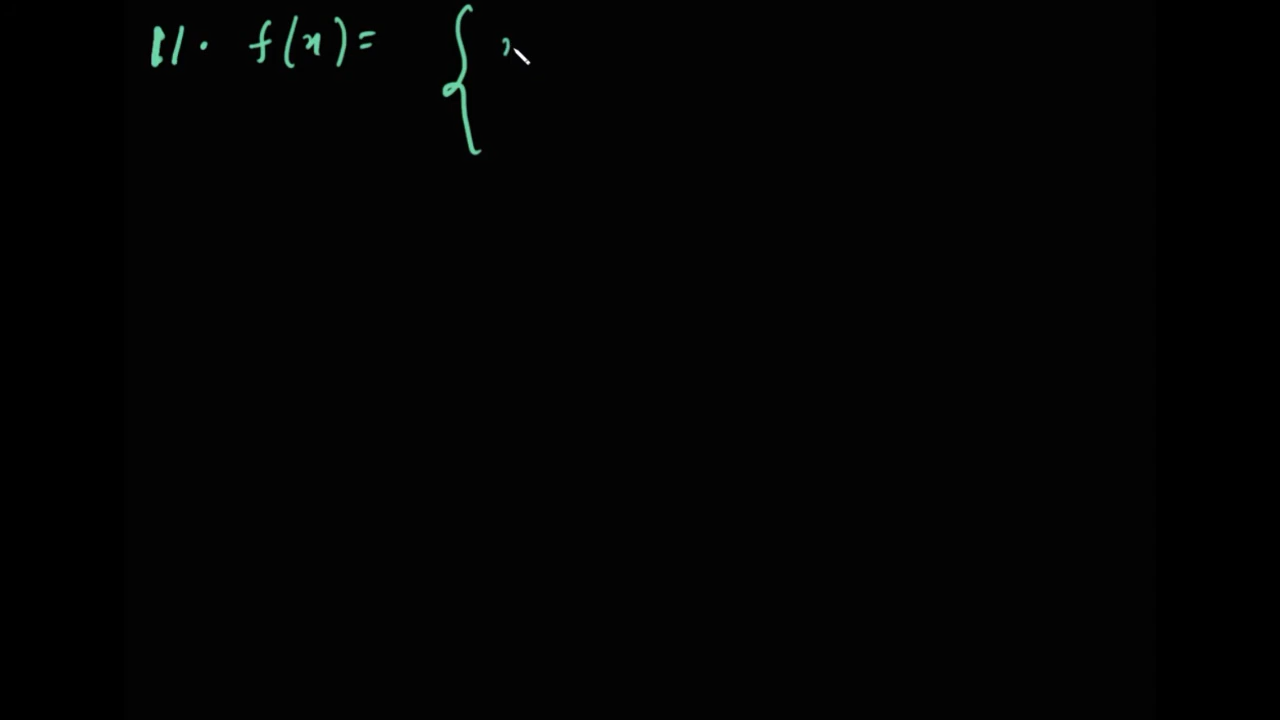 11. f(x) = {